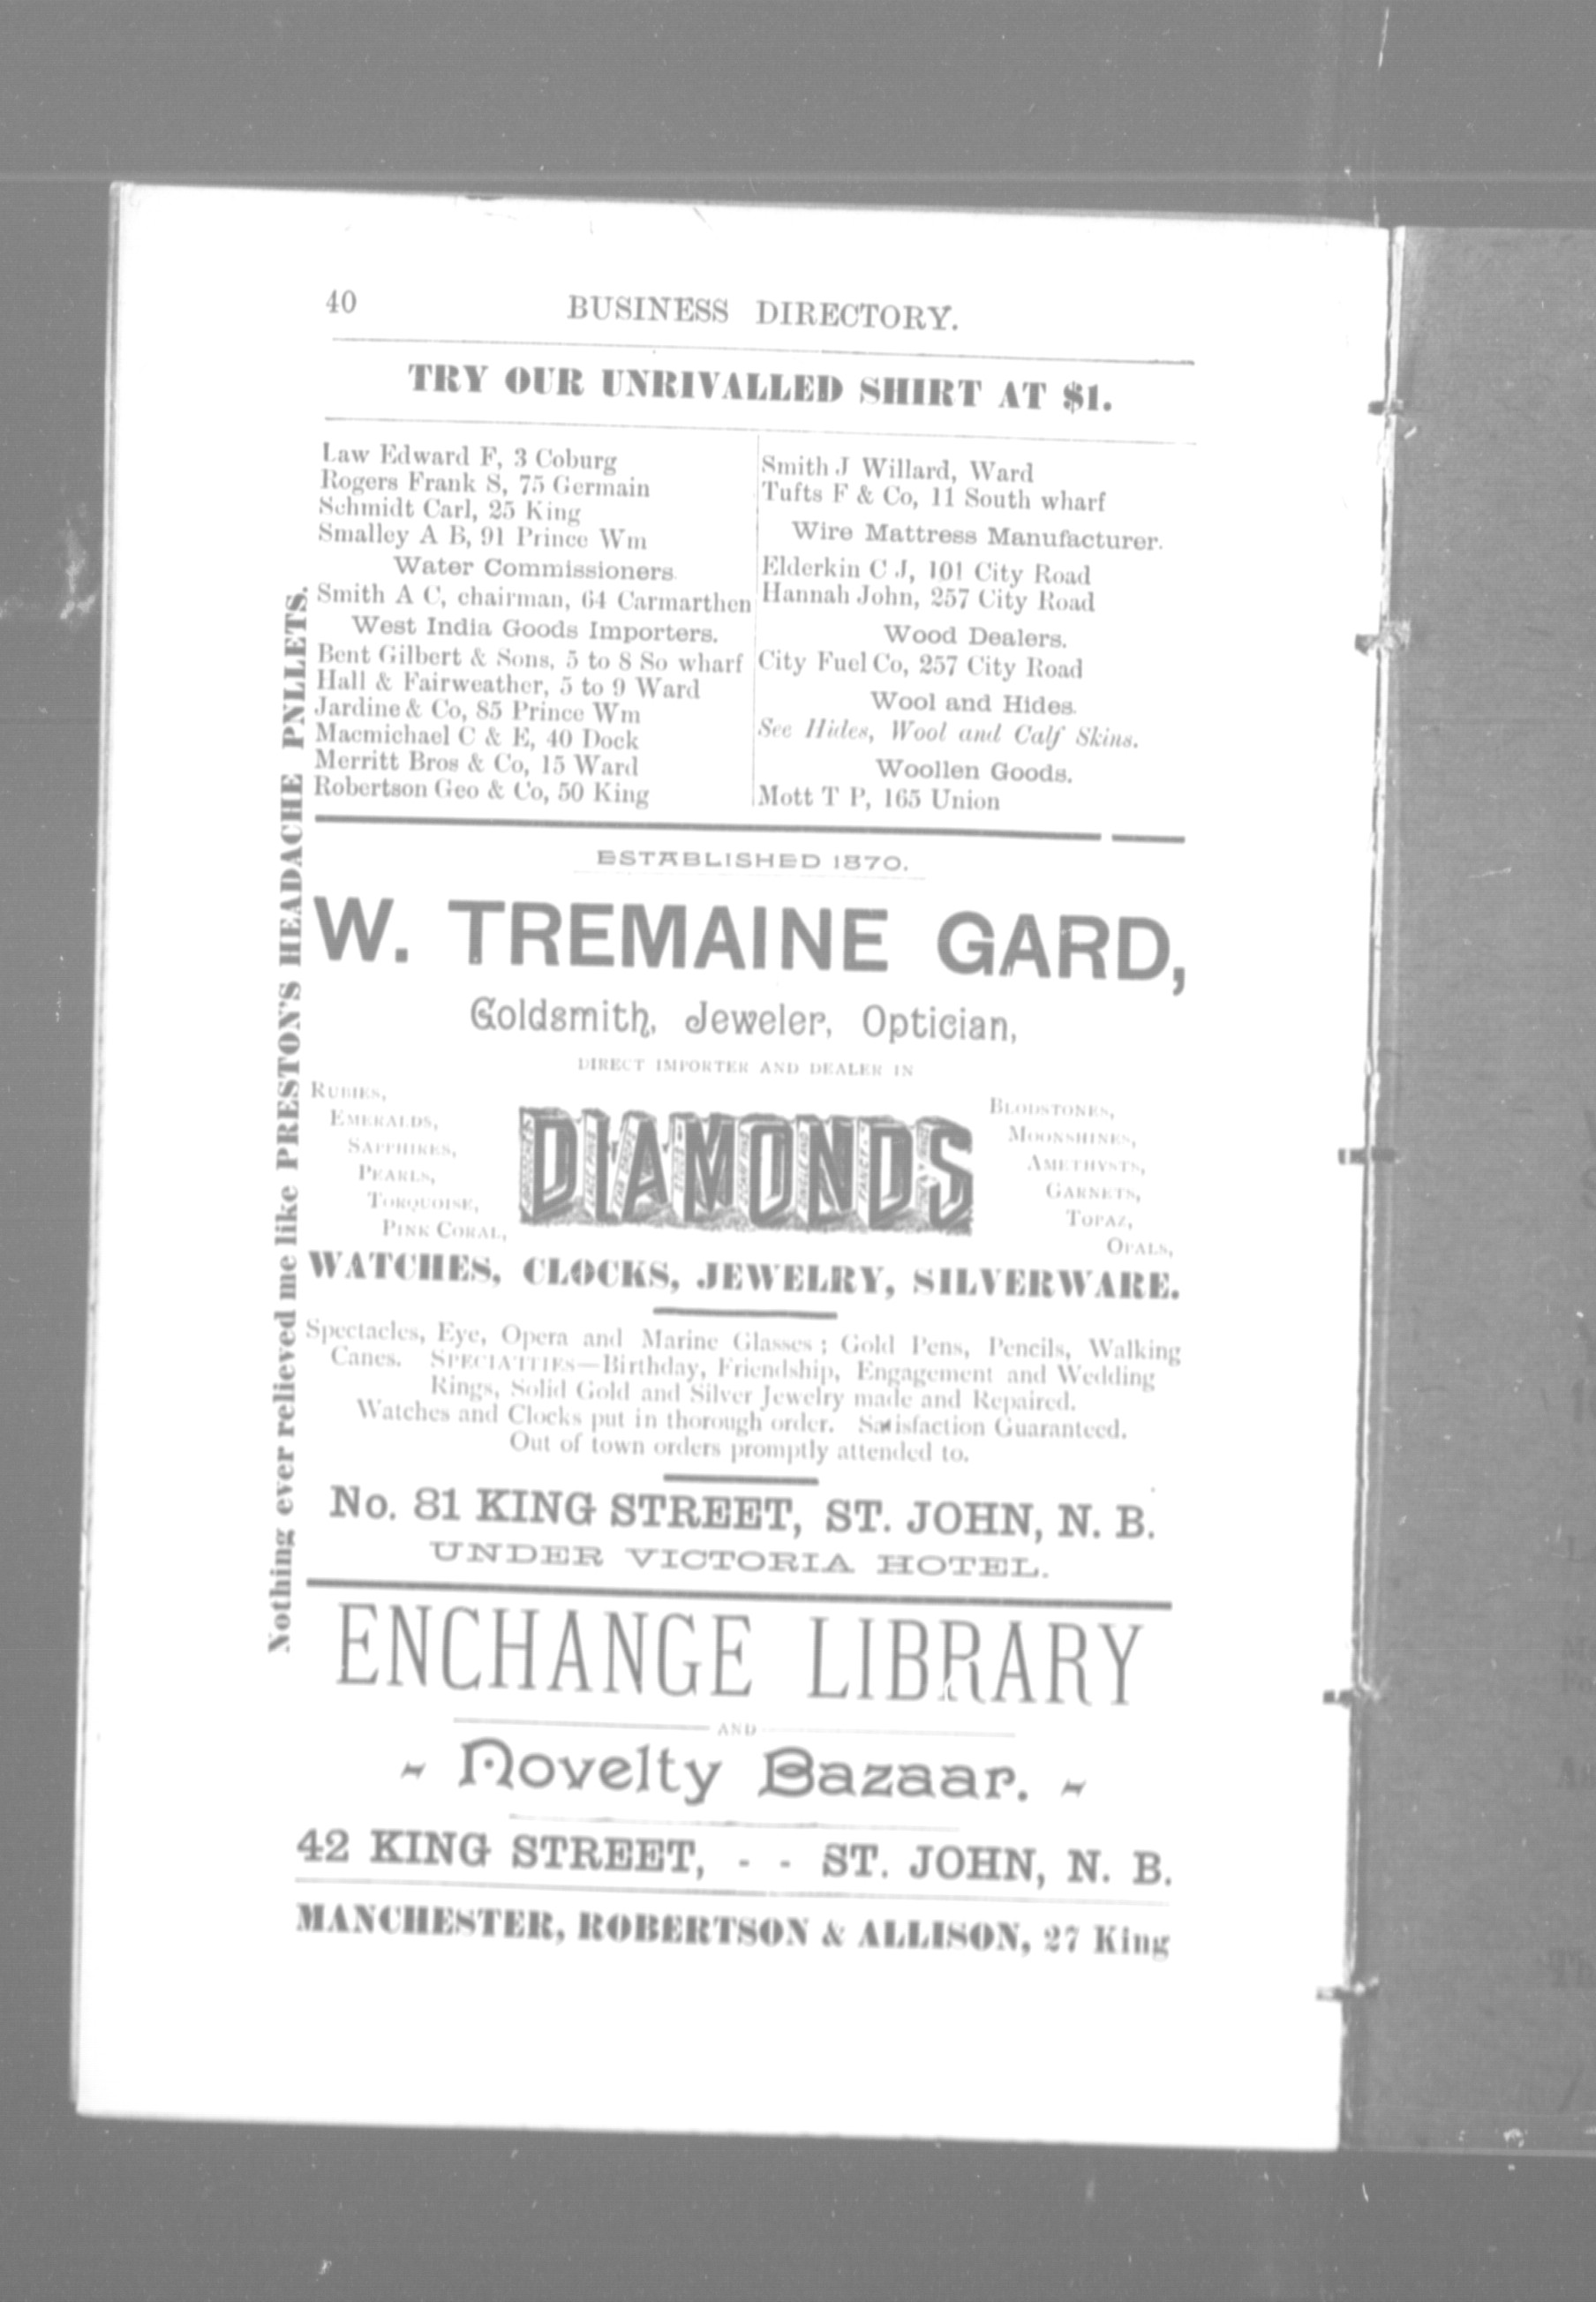 40 BUSINESS DIRECTORY.
TRY OUR UNRIVALLED SHIRT AT $1.
Law Edward F, 3 Coburg
Rogers Frank S, 75 Germain
Schmidt Carl, 25 King
Smalley A B, 91 Prince Wm
Water Commissioners.
Smith A C, chairman, 64 Carmarthen
West India Goods Importers.
Bent Gilbert & Sons, 5 to 8 So wharf
Hall & Fairweather, 5 to 9 Ward
Jardine & Co, 85 Prince Wm
Macmichael C & E, 40 Dock
Merritt Bros & Co, 15 Ward
Robertson Geo & Co, 50 King
Smith J Willard, Ward
Tufts F & Co, 11 South wharf
Wire Mattress Manufacturer.
Elderkin C J, 101 City Road
Hannah John, 257 City Road
Wood Dealers.
City Fuel Co, 257 City Road
Wool and Hides.
See Hides, Wool and Calf Skins.
Woollen Goods.
Mott T P, 165 Union
Nothing ever relieved me like PRESTON'S HEADACHE PNLLETS.
ESTABLISHED 1870.
W. TREMAINE GARD,
Goldsmith, Jeweler, Optician,
DIRECT IMPORTER AND DEALER IN
RUBIES,
EMERALDS,
SAPPHIRES,
PEARLS,
TORQUOISE,
PINK CORAL,
DIAMONDS
BLODSTONES,
MOONSHINES,
AMETHYSTS,
GARNETS,
TOPAZ,
OPALS,
WATCHES, CLOCKS, JEWELRY, SILVERWARE.
Spectacles, Eye, Opera and Marine Glasses; Gold Pens, Pencils, Walking
Canes. SPECIATTIES—Birthday, Friendship, Engagement and Wedding
Rings, Solid Gold and Silver Jewelry made and Repaired.
Watches and Clocks put in thorough order. Satisfaction Guaranteed.
Out of town orders promptly attended to.
No. 81 KING STREET, ST. JOHN, N. B.
UNDER VICTORIA HOTEL.
ENCHANGE LIBRARY
AND
~ Novelty Bazaar. ~
42 KING STREET, - - ST. JOHN, N. B.
MANCHESTER, ROBERTSON & ALLISON, 27 King